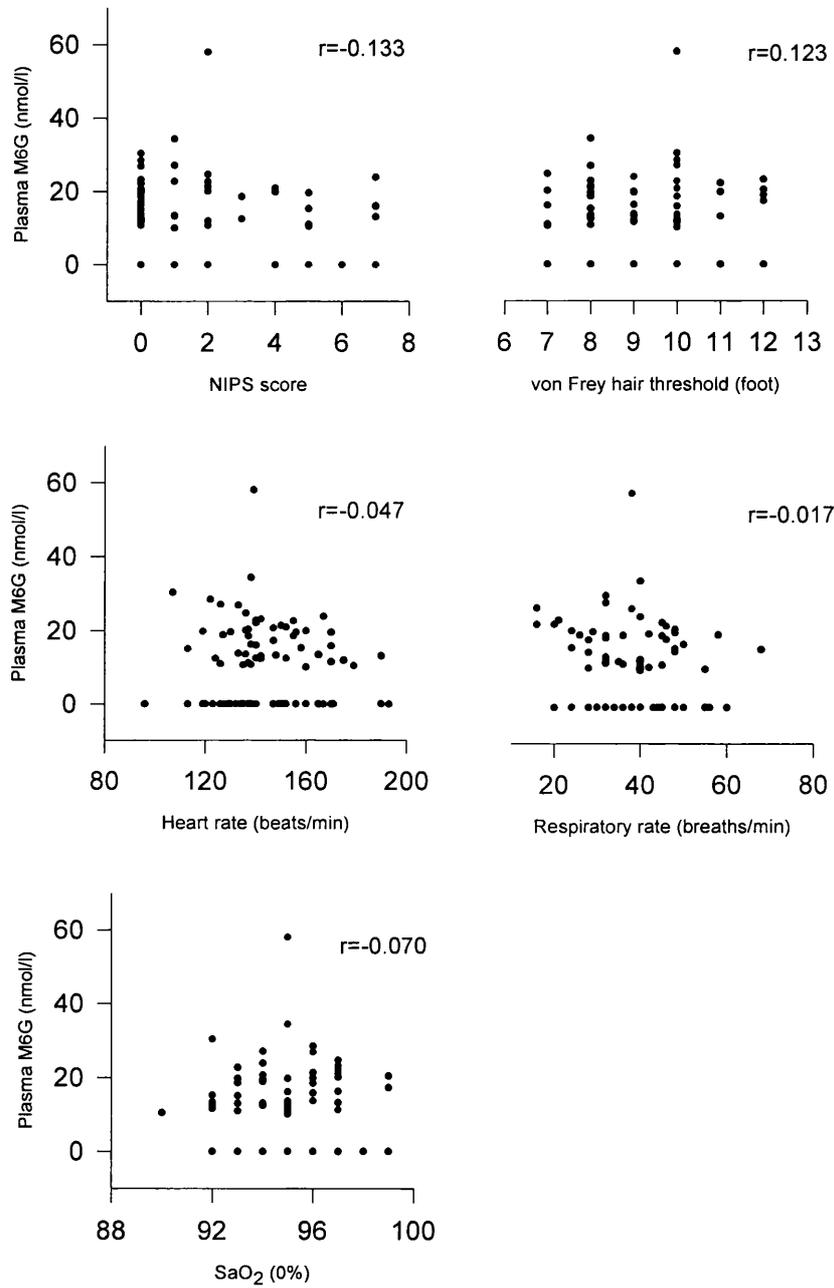 Plasma M6G (nmol/l)
60
40
20
0
r=-0.133
0 2 4 6 8
NIPS score
r=0.123
6 7 8 9 10 11 12 13
von Frey hair threshold (foot)
Plasma M6G (nmol/l)
60
40
20
0
r=-0.047
80 120 160 200
Heart rate (beats/min)
r=-0.017
20 40 60 80
Respiratory rate (breaths/min)
Plasma M6G (nmol/l)
60
40
20
0
r=-0.070
88 92 96 100
SaO2 (0%)